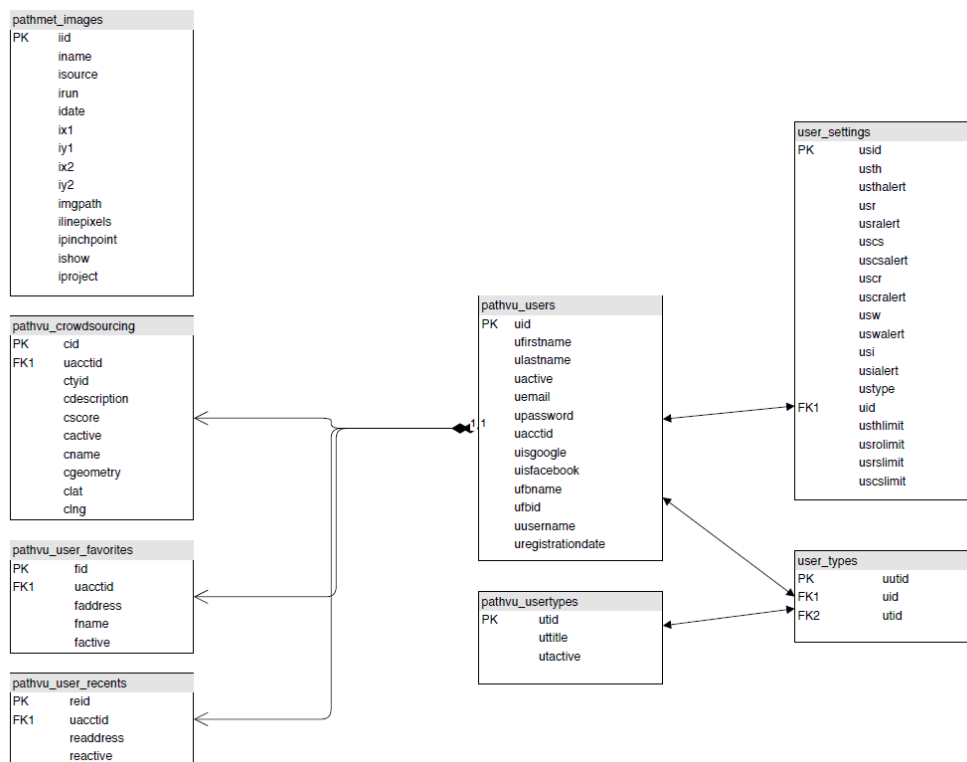 pathmet_images
PK iid
iname
isource
irun
idate
ix1
iy1
ix2
iy2
imgpath
ilinepixels
ipinchpoint
ishow
iproject
pathvu_crowdsourcing
PK cid
FK1 uacctid
ctyid
cdescription
cscore
cactive
cname
cgeometry
clat
clng
pathvu_user_favorites
PK fid
FK1 uacctid
faddress
fname
factive
pathvu_user_recents
PK reid
FK1 uacctid
readdress
reactive
1,1
pathvu_users
PK uid
ufirstname
ulastname
uactive
uemail
upassword
uacctid
uisgoogle
uisfacebook
ufbname
ufbid
uusername
uregistrationdate
pathvu_usertypes
PK utid
uttitle
utactive
user_settings
PK usid
usth
usthalert
usr
usralert
uscs
uscsalert
uscr
uscralert
usw
uswalert
usi
usialert
ustype
FK1 uid
usthlimit
usrolimit
usrslimit
uscslimit
user_types
PK uutid
FK1 uid
FK2 utid